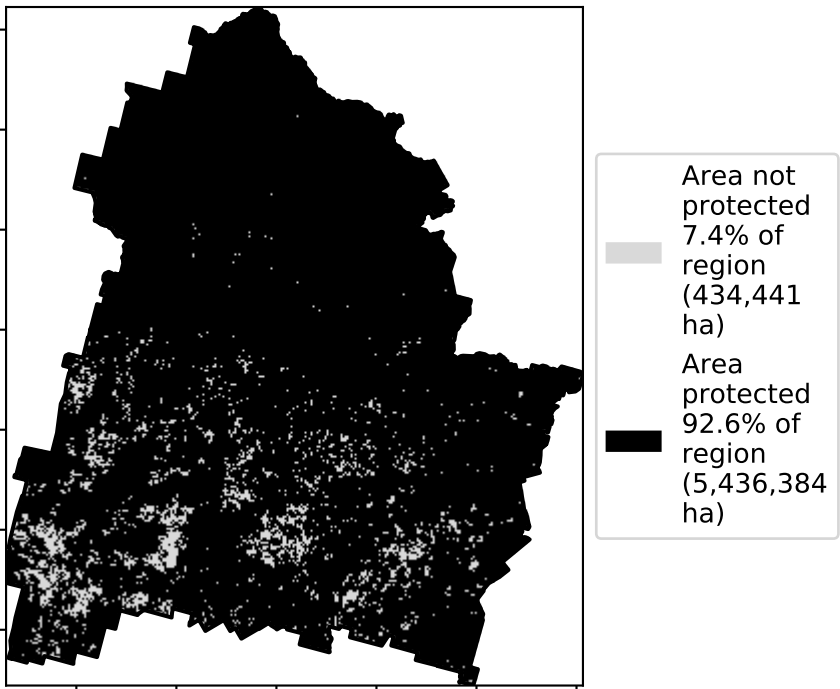 Area not
protected
7.4% of
region
(434,441
ha)
Area
protected
92.6% of
region
(5,436,384
ha)